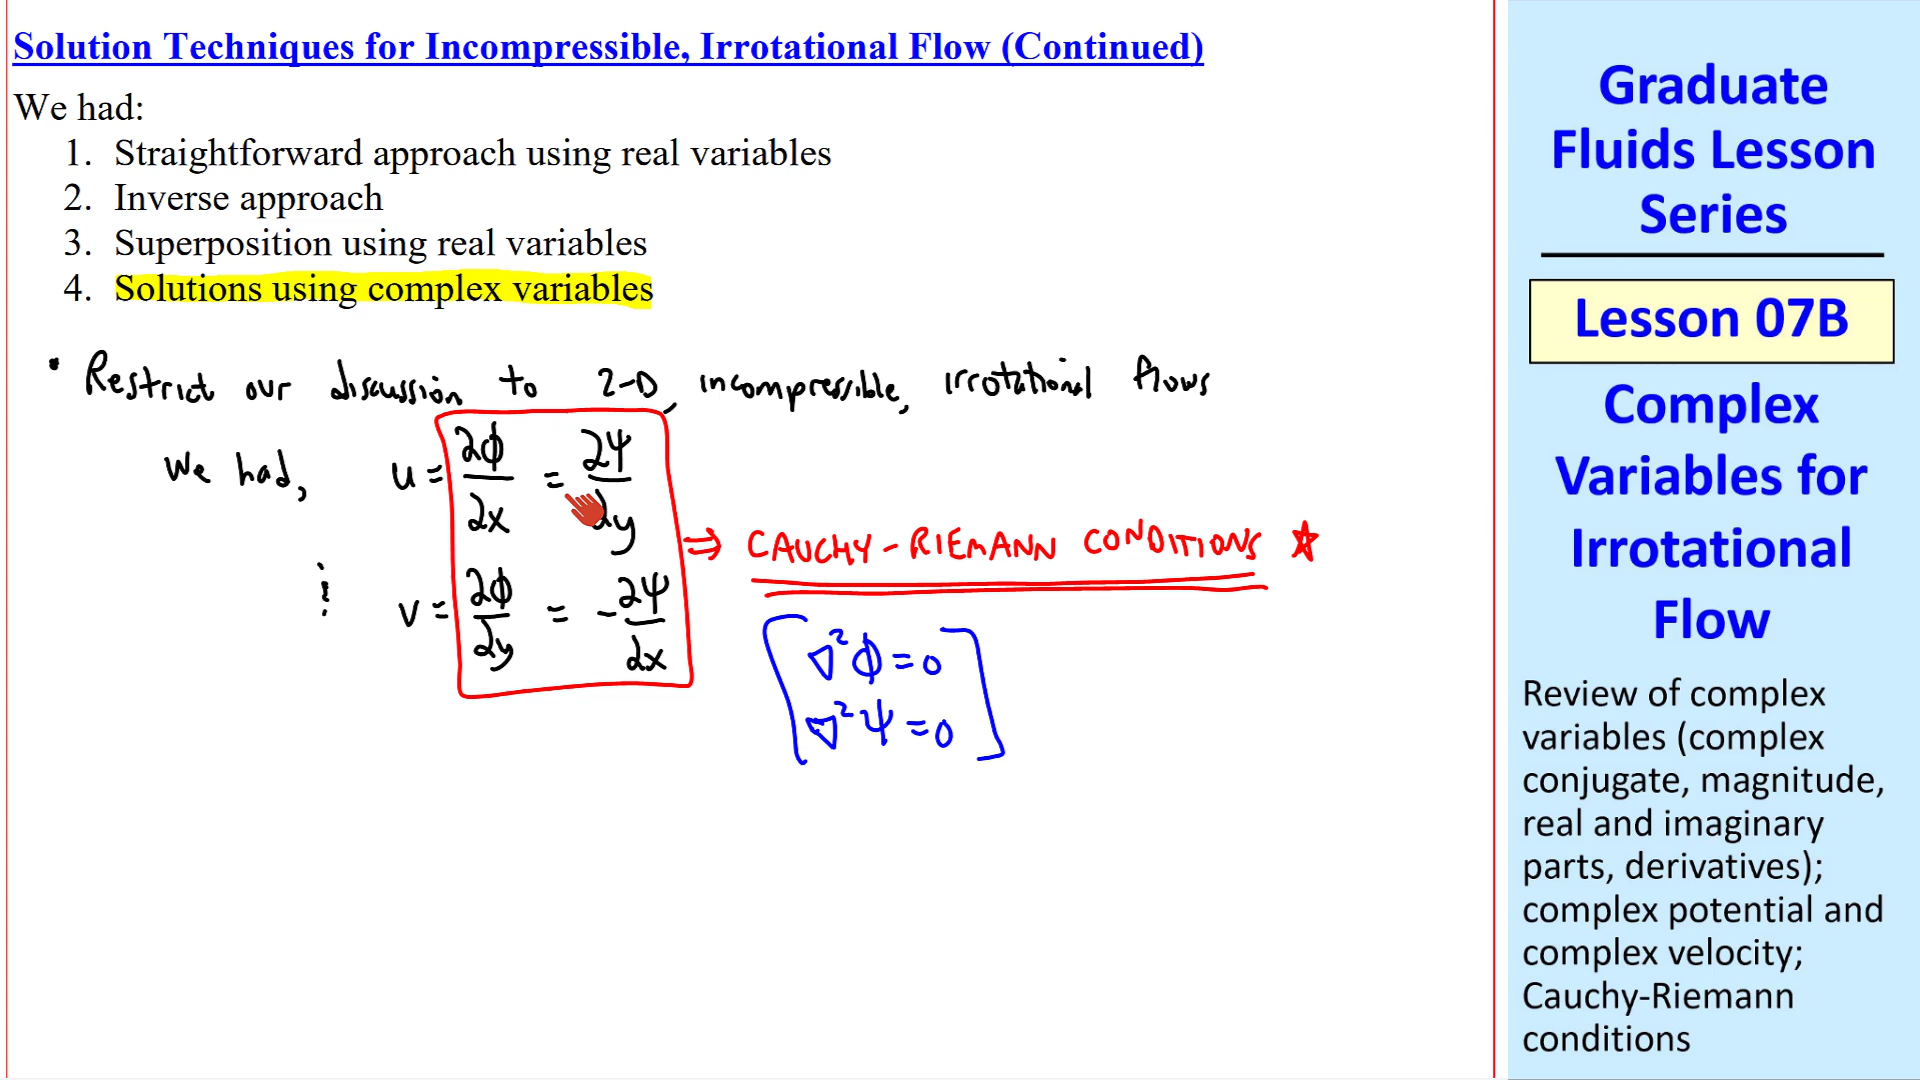 Solution Techniques for Incompressible, Irrotational Flow (Continued)
We had:
1. Straightforward approach using real variables
2. Inverse approach
3. Superposition using real variables
4. Solutions using complex variables
• Restrict our discussion to 2-D, incompressible, irrotational flows
We had, u = ∂φ/∂x = ∂ψ/∂y
⇒ CAUCHY-RIEMANN CONDITIONS ★
v = ∂φ/∂y = -∂ψ/∂x
∇²φ = 0
∇²ψ = 0
Graduate
Fluids Lesson
Series
Lesson 07B
Complex
Variables for
Irrotational
Flow
Review of complex
variables (complex
conjugate, magnitude,
real and imaginary
parts, derivatives);
complex potential and
complex velocity;
Cauchy-Riemann
conditions